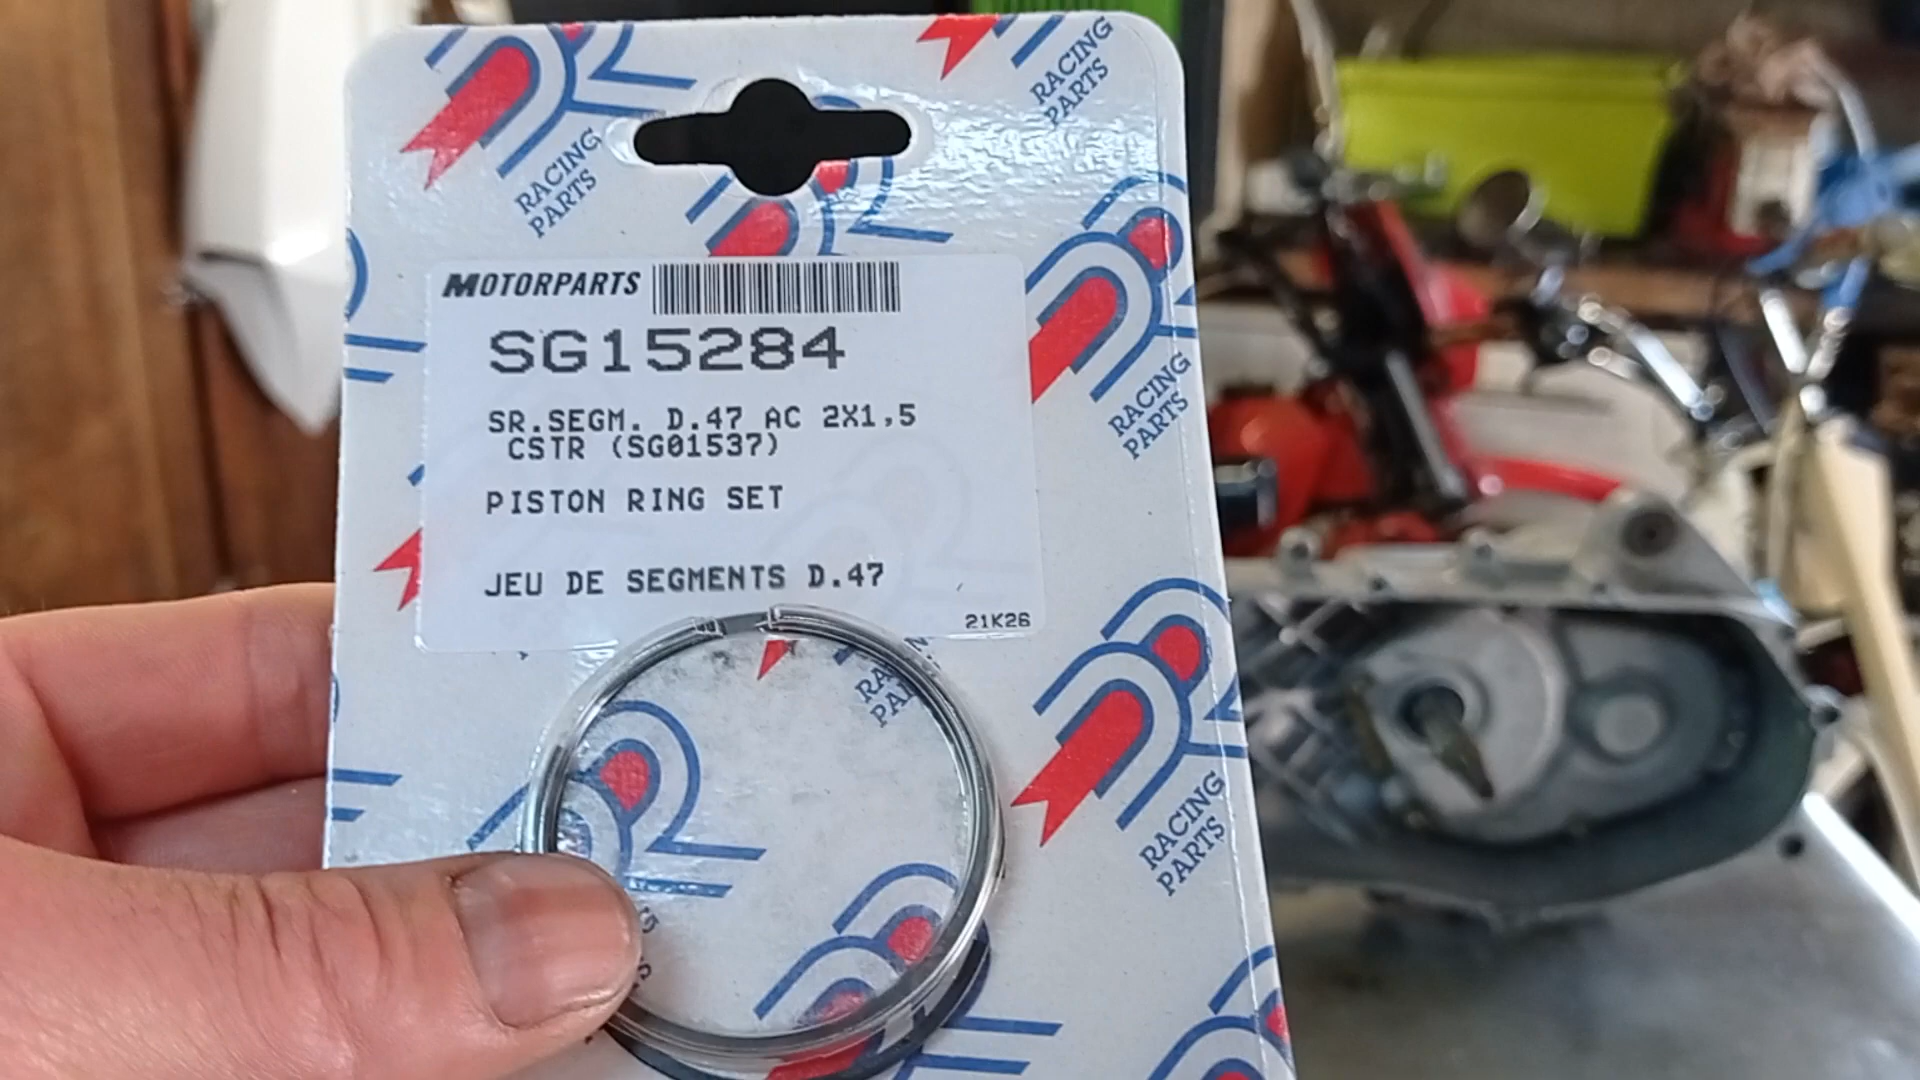 RACING
PARTS
RACING
PARTS
MOTORPARTS
SG15284
SR.SEGM. D.47 AC 2X1,5
CSTR (SG01537)
PISTON RING SET
JEU DE SEGMENTS D.47
21K26
RACING
PARTS
RACING
PARTS